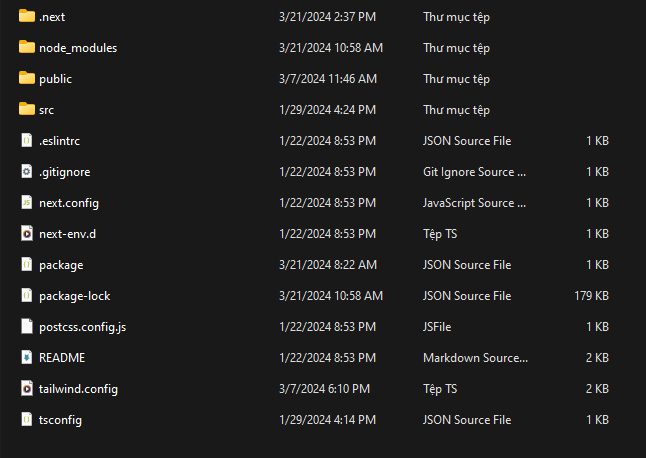 .next 3/21/2024 2:37 PM Thư mục tệp
node_modules 3/21/2024 10:58 AM Thư mục tệp
public 3/7/2024 11:46 AM Thư mục tệp
src 1/29/2024 4:24 PM Thư mục tệp
.eslintrc 1/22/2024 8:53 PM JSON Source File 1 KB
.gitignore 1/22/2024 8:53 PM Git Ignore Source ... 1 KB
next.config 1/22/2024 8:53 PM JavaScript Source ... 1 KB
next-env.d 1/22/2024 8:53 PM Tệp TS 1 KB
package 3/21/2024 8:22 AM JSON Source File 1 KB
package-lock 3/21/2024 10:58 AM JSON Source File 179 KB
postcss.config.js 1/22/2024 8:53 PM JSFile 1 KB
README 1/22/2024 8:53 PM Markdown Source... 2 KB
tailwind.config 3/7/2024 6:10 PM Tệp TS 2 KB
tsconfig 1/29/2024 4:14 PM JSON Source File 1 KB